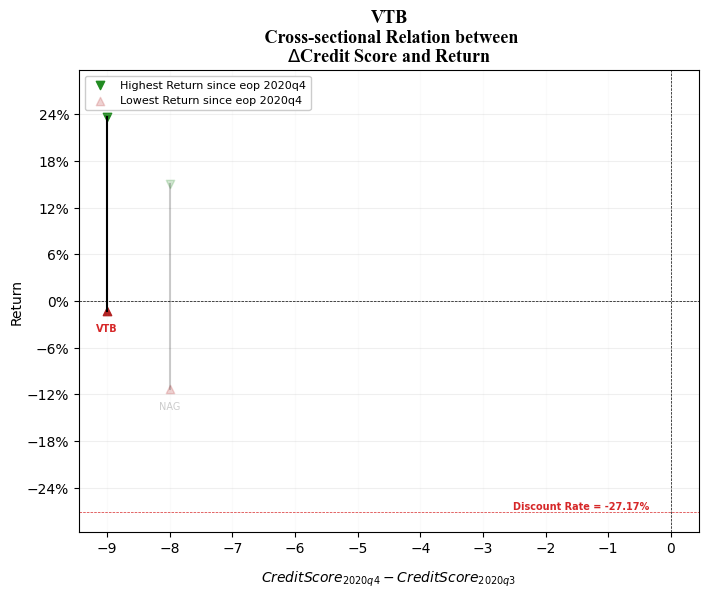 VTB
Cross-sectional Relation between
ΔCredit Score and Return
Highest Return since eop 2020q4
Lowest Return since eop 2020q4
24%
18%
12%
6%
0%
−6%
−12%
−18%
−24%
Return
VTB
NAG
Discount Rate = -27.17%
−9 −8 −7 −6 −5 −4 −3 −2 −1 0
CreditScore2020q4 − CreditScore2020q3